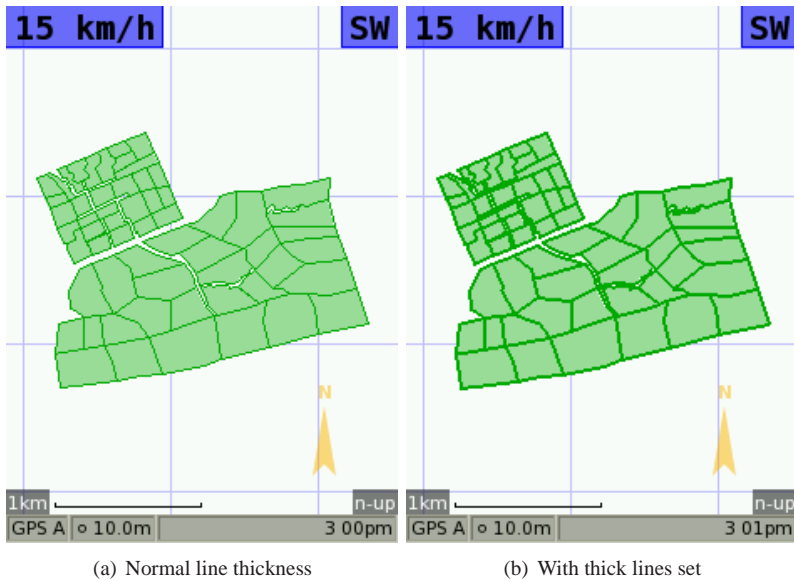 15 km/h SW
N
1km n-up
GPS A 10.0m 3 00pm
(a) Normal line thickness
15 km/h SW
N
1km n-up
GPS A 10.0m 3 01pm
(b) With thick lines set